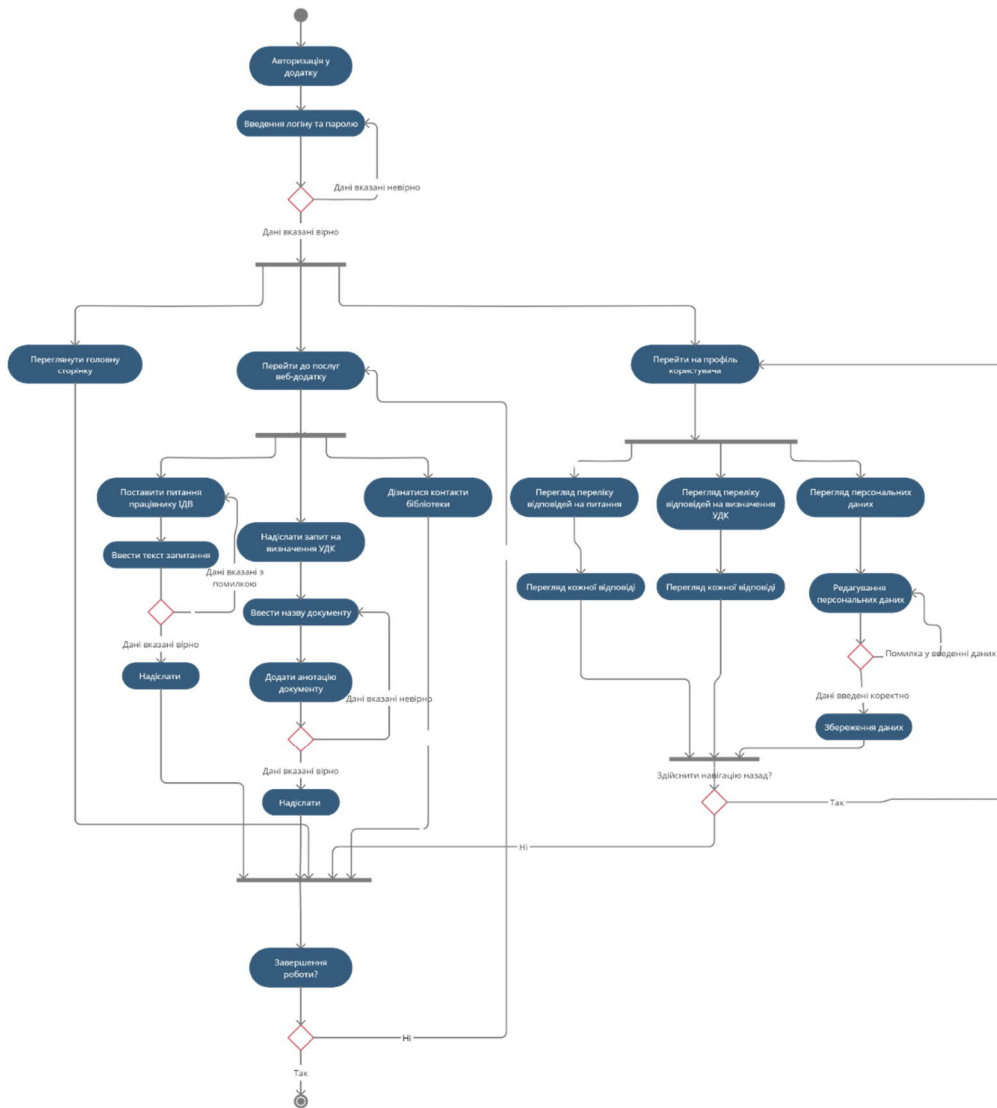 Авторизація у
додатку
Введення логіну та паролю
Дані вказані невірно
Дані вказані вірно
Переглянути головну
сторінку
Перейти до послуг
веб-додатку
Перейти на профіль
користувача
Поставити питання
працівнику ІДВ
Дізнатися контакти
бібліотеки
Перегляд переліку
відповідей на питання
Перегляд переліку
відповідей на визначення
УДК
Перегляд персональних
даних
Ввести текст запитання
Надіслати запит на
визначення УДК
Дані вказані з
помилкою
Перегляд кожної відповіді
Перегляд кожної відповіді
Редагування
персональних даних
Ввести назву документу
Дані вказані вірно
Помилка у введенні даних
Надіслати
Додати анотацію
документу
Дані вказані невірно
Дані введені коректно
Збереження даних
Дані вказані вірно
Здійснити навігацію назад?
Надіслати
Так
Ні
Завершення
роботи?
Ні
Так